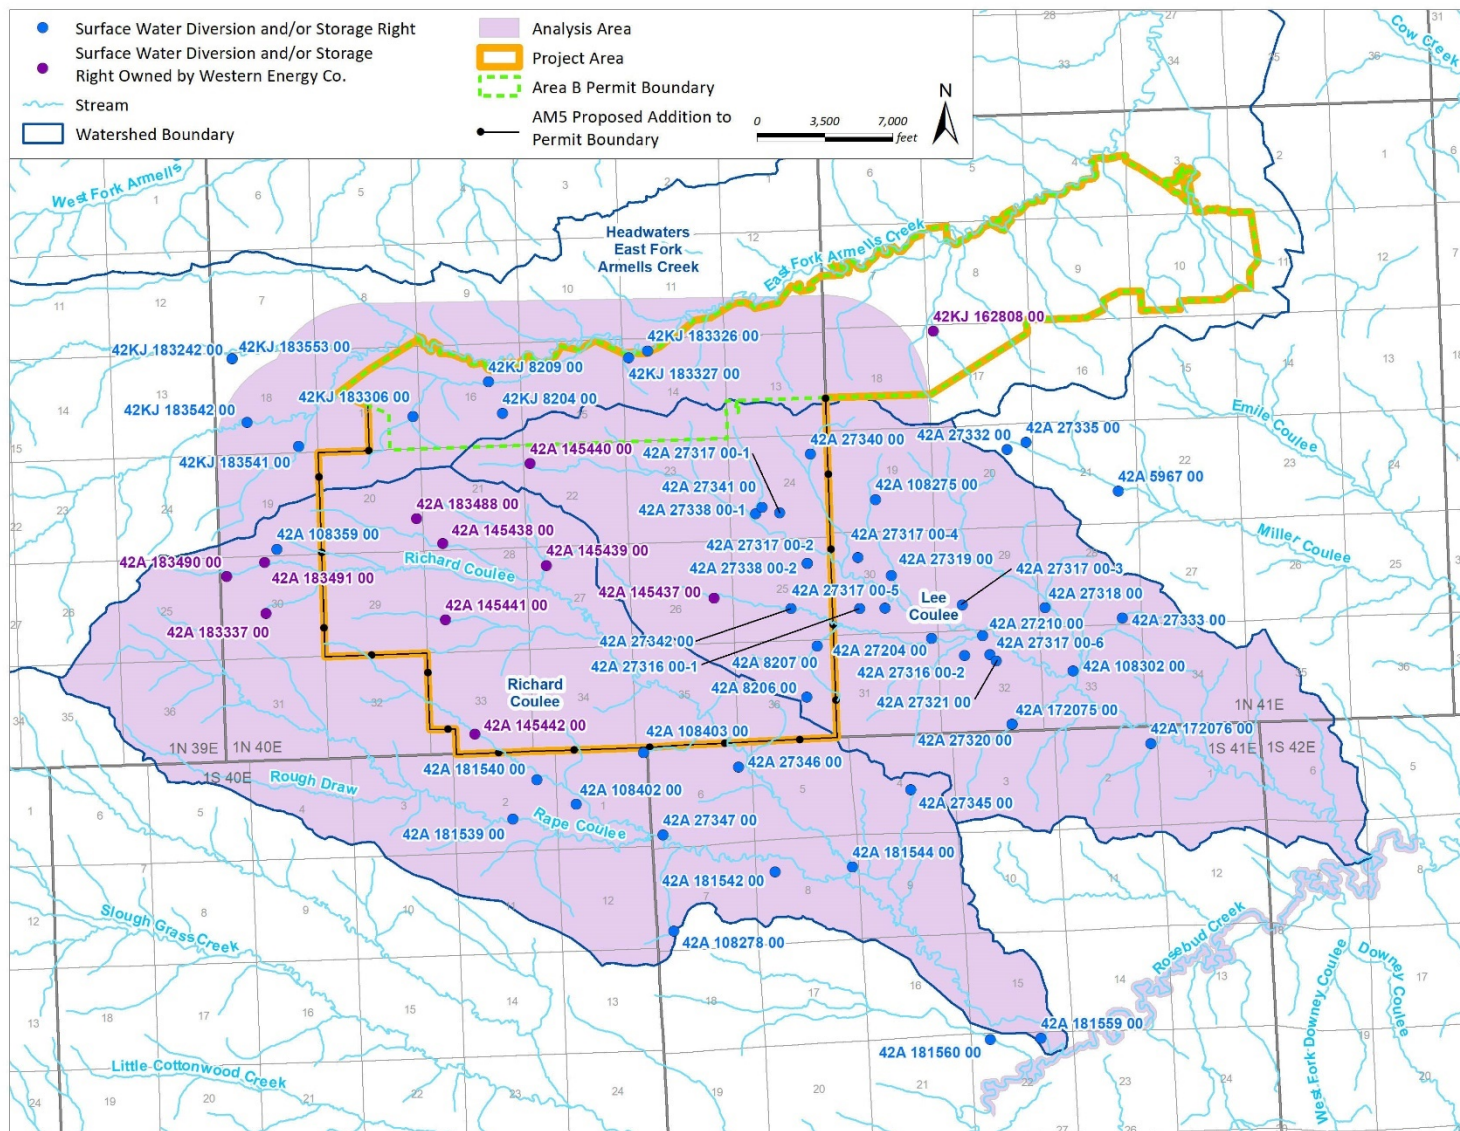 Surface Water Diversion and/or Storage Right
Surface Water Diversion and/or Storage
Right Owned by Western Energy Co.
Stream
Watershed Boundary
Analysis Area
Project Area
Area B Permit Boundary
AM5 Proposed Addition to
Permit Boundary
N
0 3,500 7,000
feet
Cow Creek
West Fork Armells
Headwaters
East Fork
Armells Creek
East Fork Armells Creek
42KJ 162808 00
42KJ 183326 00
42KJ 183242 00
42KJ 183553 00
42KJ 8209 00
42KJ 183327 00
42KJ 183306 00
42KJ 8204 00
42KJ 183542 00
42KJ 183541 00
Emile Coulee
42A 27332 00
42A 27335 00
42A 27340 00
42A 145440 00
42A 27317 00-1
42A 5967 00
42A 27341 00
42A 108275 00
42A 27338 00-1
42A 183488 00
42A 145438 00
42A 108359 00
42A 27317 00-4
42A 27317 00-2
Miller Coulee
42A 145439 00
42A 183490 00
42A 183491 00
Richard Coulee
42A 27338 00-2
42A 27319 00
42A 27317 00-3
42A 27317 00-5
42A 145437 00
Lee
Coulee
42A 27318 00
42A 145441 00
42A 27210 00
42A 27333 00
42A 183337 00
42A 27342 00
42A 27317 00-6
42A 27204 00
42A 27316 00-1
42A 8207 00
42A 27316 00-2
42A 108302 00
Richard
Coulee
42A 8206 00
42A 27321 00
42A 172075 00
1N 41E
42A 145442 00
42A 108403 00
42A 172076 00
42A 27320 00
1N 39E
1N 40E
1S 41E
1S 42E
1S 40E
Rough Draw
42A 181540 00
42A 27346 00
42A 108402 00
42A 27345 00
42A 181539 00
Rape Coulee
42A 27347 00
42A 181544 00
42A 181542 00
Slough Grass Creek
42A 108278 00
Rosebud Creek
West Fork Downey Coulee
Downey Coulee
42A 181559 00
42A 181560 00
Little Cottonwood Creek